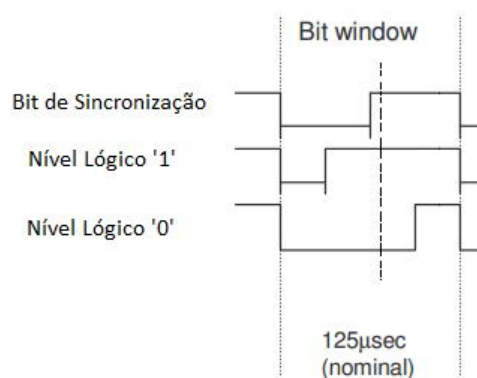 Bit window
Bit de Sincronização
Nível Lógico '1'
Nível Lógico '0'
125µsec
(nominal)